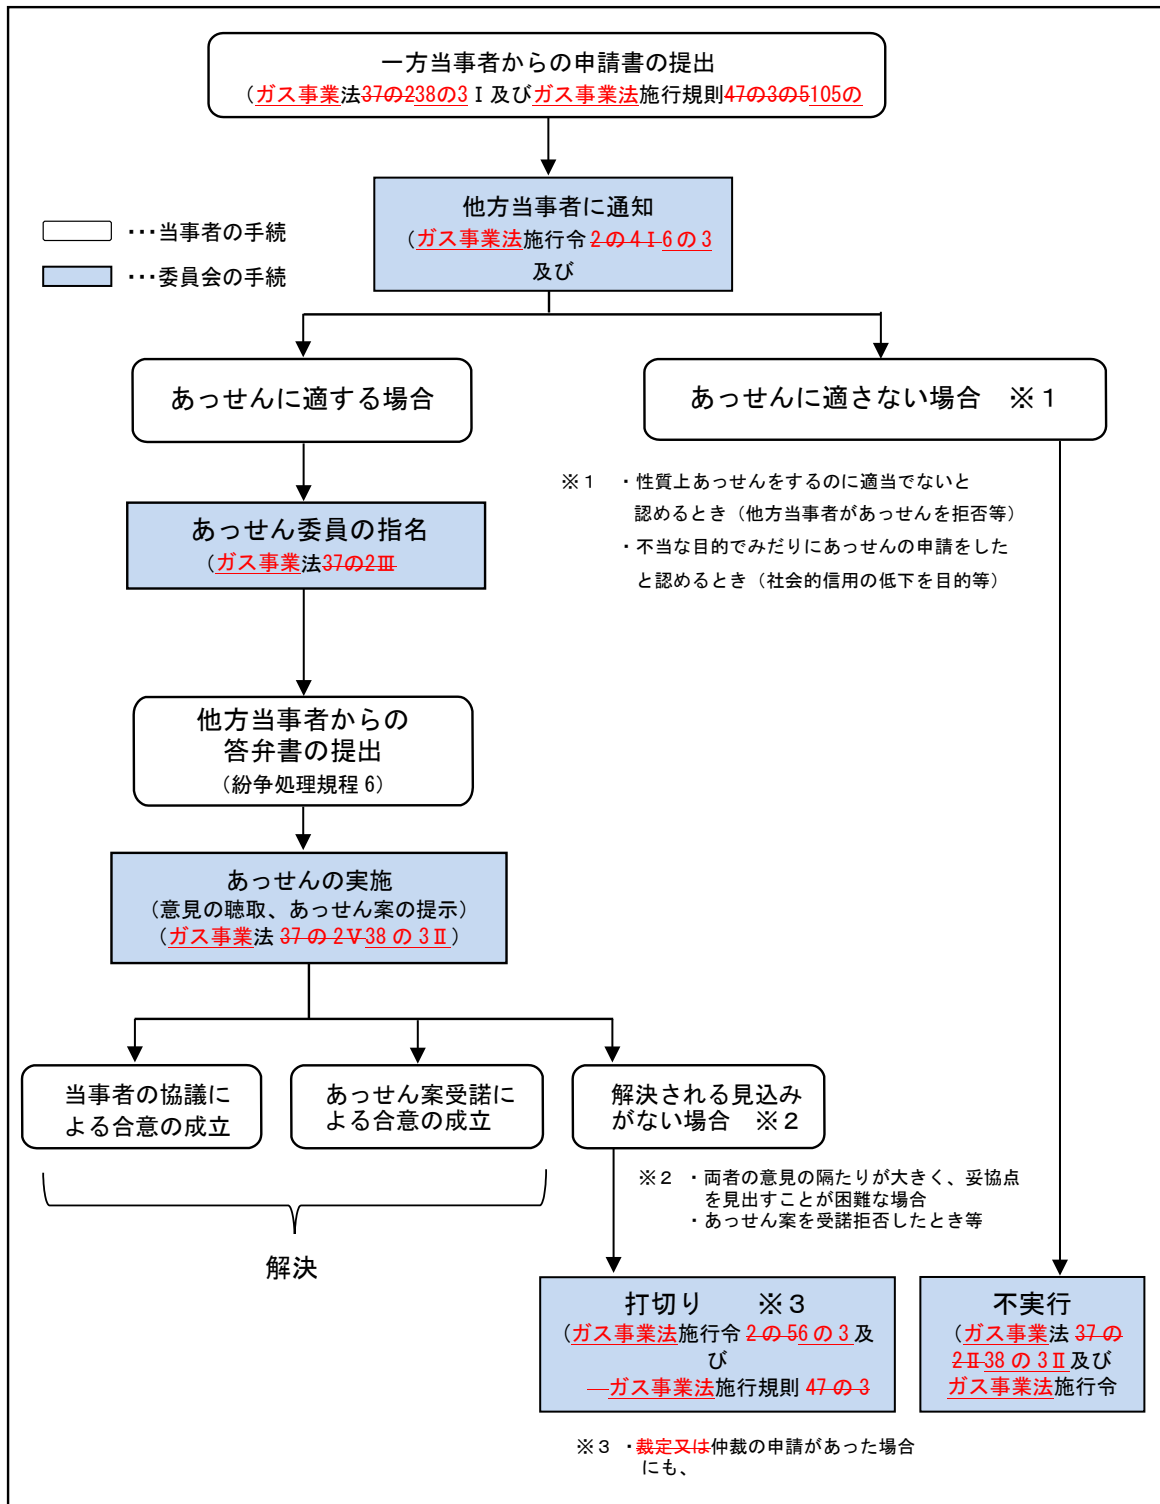 一方当事者からの申請書の提出
（ガス事業法37の238の3Ⅰ及びガス事業法施行規則47の3の5105の
他方当事者に通知
（ガス事業法施行令 2の4Ⅰ6の3
及び
・・・当事者の手続
・・・委員会の手続
あっせんに適する場合
あっせんに適さない場合　※１
※１　・性質上あっせんをするのに適当でないと
認めるとき（他方当事者があっせんを拒否等）
・不当な目的でみだりにあっせんの申請をした
と認めるとき（社会的信用の低下を目的等）
あっせん委員の指名
（ガス事業法37の2Ⅲ
他方当事者からの
答弁書の提出
（紛争処理規程 6）
あっせんの実施
（意見の聴取、あっせん案の提示）
（ガス事業法 37の2Ⅴ38の3Ⅱ）
当事者の協議に
よる合意の成立
あっせん案受諾に
よる合意の成立
解決される見込み
がない場合　※２
※２　・両者の意見の隔たりが大きく、妥協点
を見出すことが困難な場合
・あっせん案を受諾拒否したとき等
解決
打切り　　※３
（ガス事業法施行令 2の56の3及
び
ガス事業法施行規則 47の3
不実行
（ガス事業法 37の
2Ⅱ38の3Ⅱ及び
ガス事業法施行令
※３　・裁定又は仲裁の申請があった場合
にも、